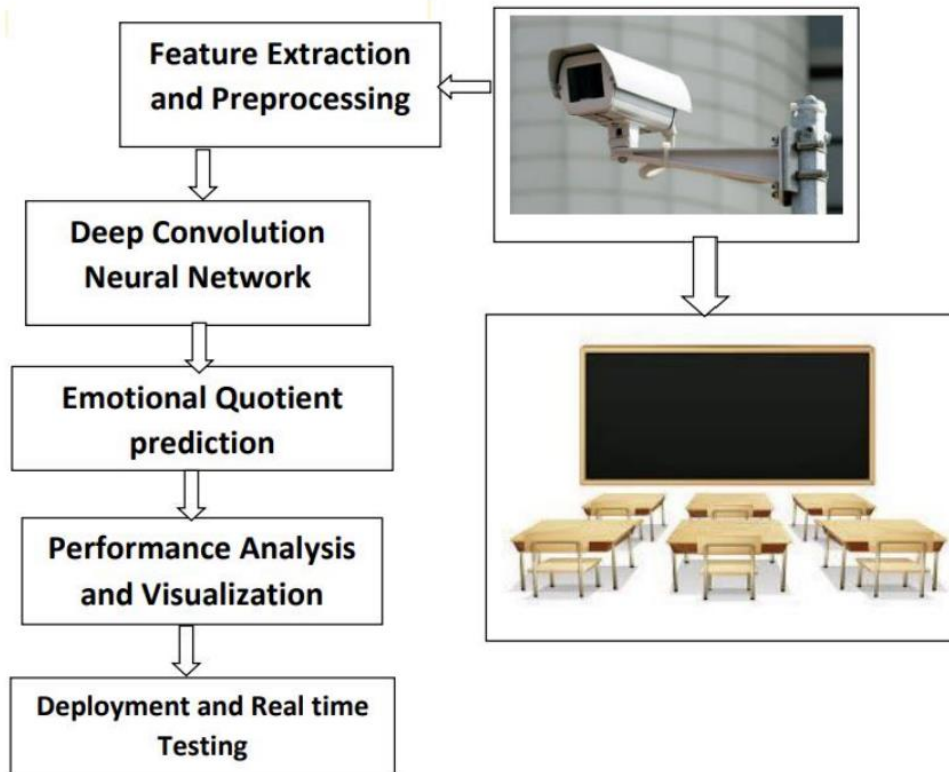 Feature Extraction
and Preprocessing
Deep Convolution
Neural Network
Emotional Quotient
prediction
Performance Analysis
and Visualization
Deployment and Real time
Testing